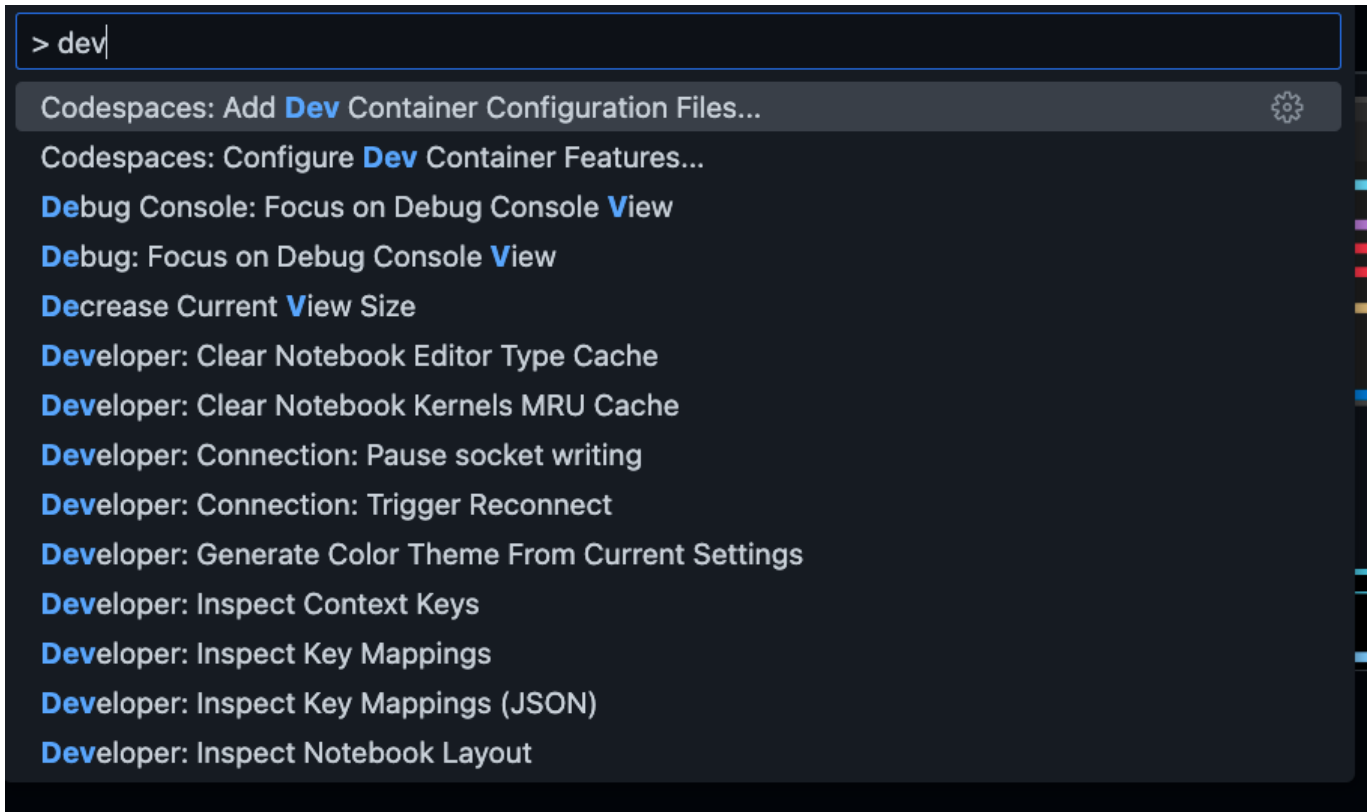 > dev
Codespaces: Add Dev Container Configuration Files...
Codespaces: Configure Dev Container Features...
Debug Console: Focus on Debug Console View
Debug: Focus on Debug Console View
Decrease Current View Size
Developer: Clear Notebook Editor Type Cache
Developer: Clear Notebook Kernels MRU Cache
Developer: Connection: Pause socket writing
Developer: Connection: Trigger Reconnect
Developer: Generate Color Theme From Current Settings
Developer: Inspect Context Keys
Developer: Inspect Key Mappings
Developer: Inspect Key Mappings (JSON)
Developer: Inspect Notebook Layout